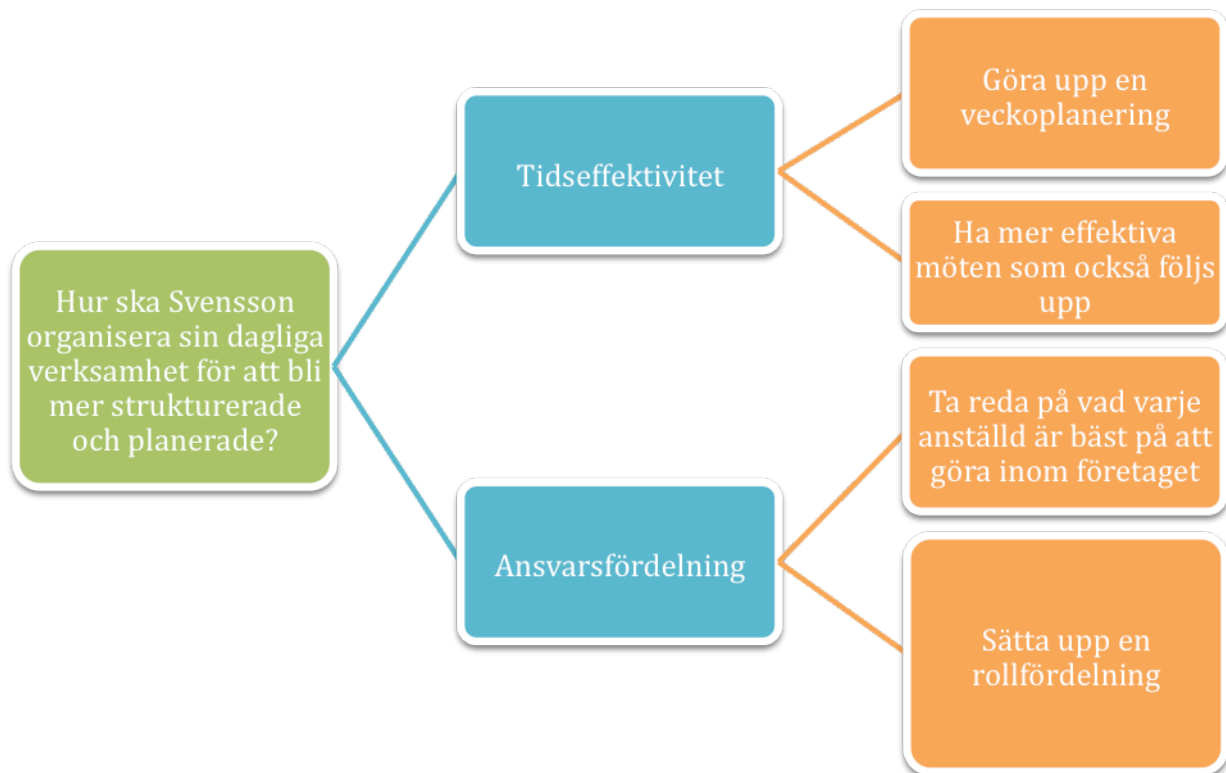 Hur ska Svensson
organisera sin dagliga
verksamhet för att bli
mer strukturerade
och planerade?
Tidseffektivitet
Göra upp en
veckoplanering
Ha mer effektiva
möten som också följs
upp
Ansvarsfördelning
Ta reda på vad varje
anställd är bäst på att
göra inom företaget
Sätta upp en
rollfördelning